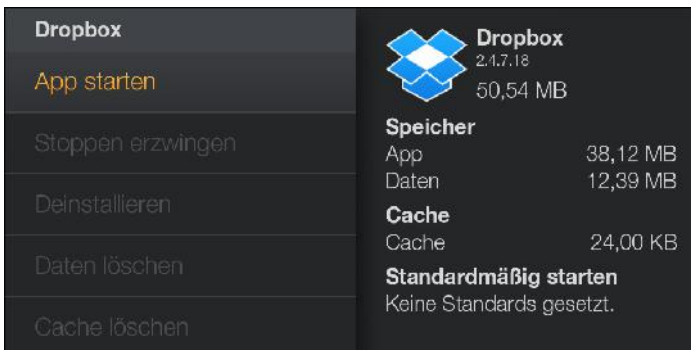 Dropbox
App starten
Stoppen erzwingen
Deinstallieren
Daten löschen
Cache löschen
Dropbox
2.4.7.18
50,54 MB
Speicher
App 38,12 MB
Daten 12,39 MB
Cache
Cache 24,00 KB
Standardmäßig starten
Keine Standards gesetzt.